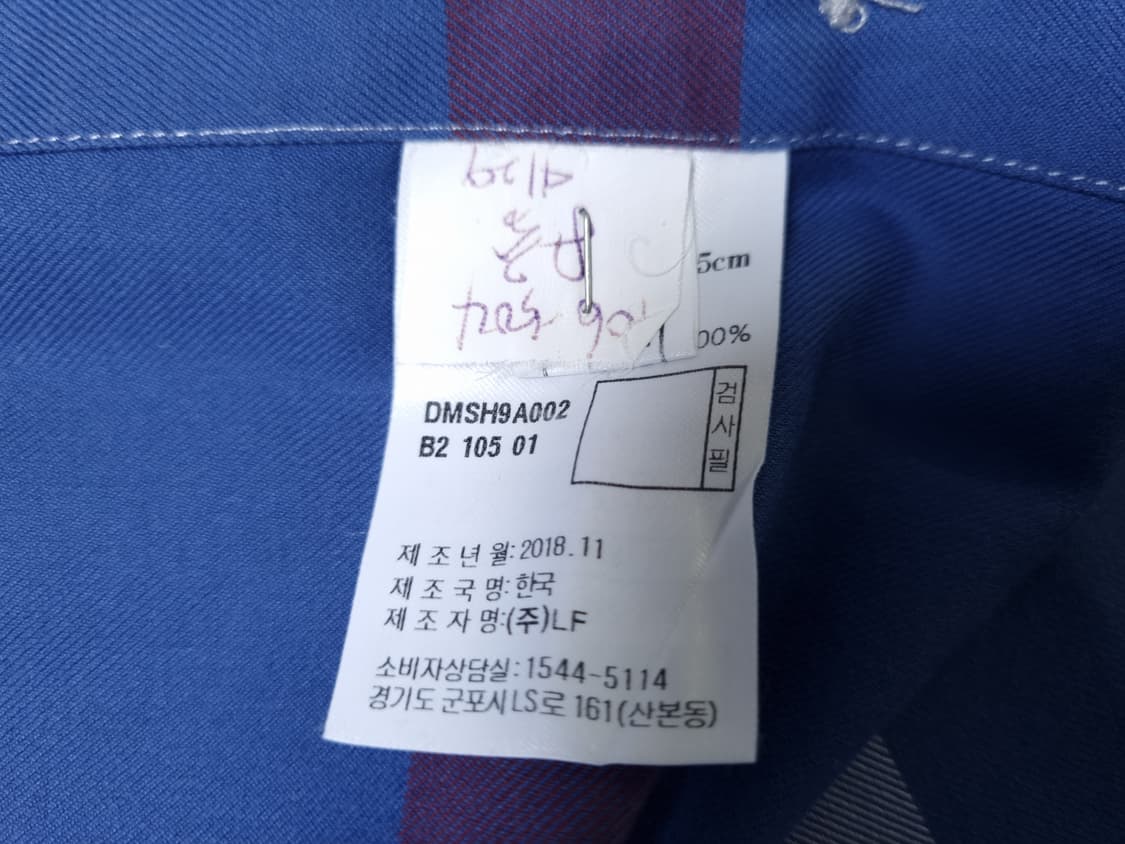 5cm
00%
DMSH9A002
B2 105 01
검사필
제조년월:2018.11
제조국명:한국
제조자명:(주)LF
소비자상담실:1544-5114
경기도 군포시 LS로 161(산본동)